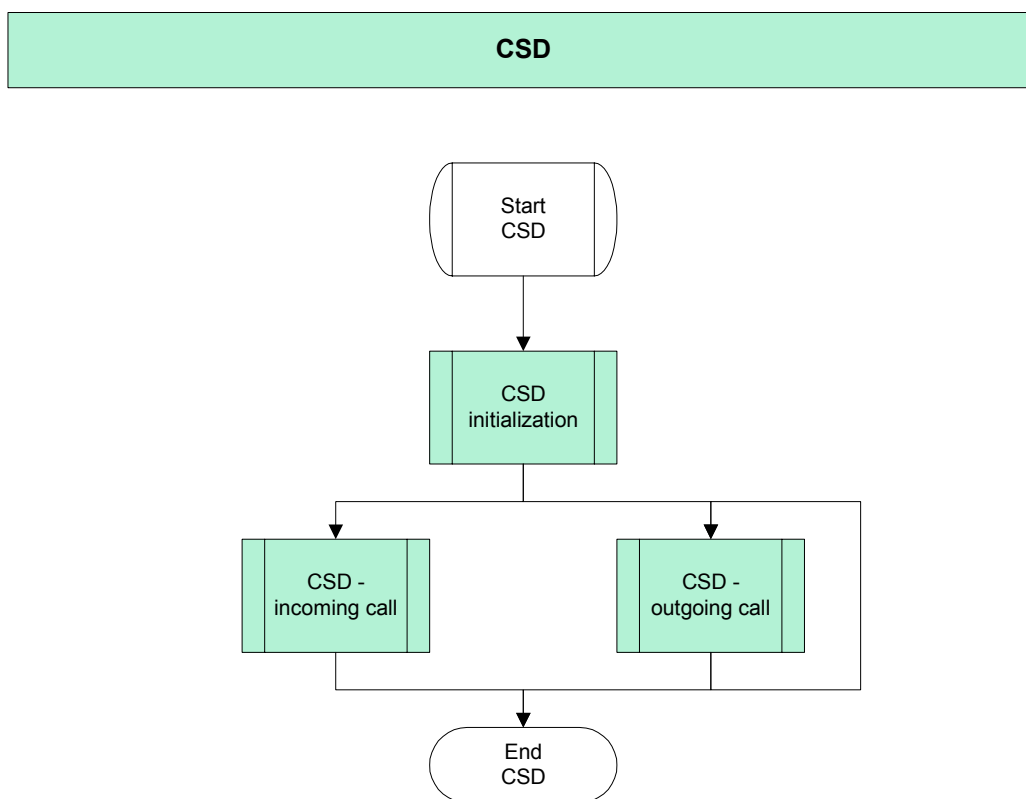 CSD
Start
CSD
CSD
initialization
CSD -
incoming call
CSD -
outgoing call
End
CSD